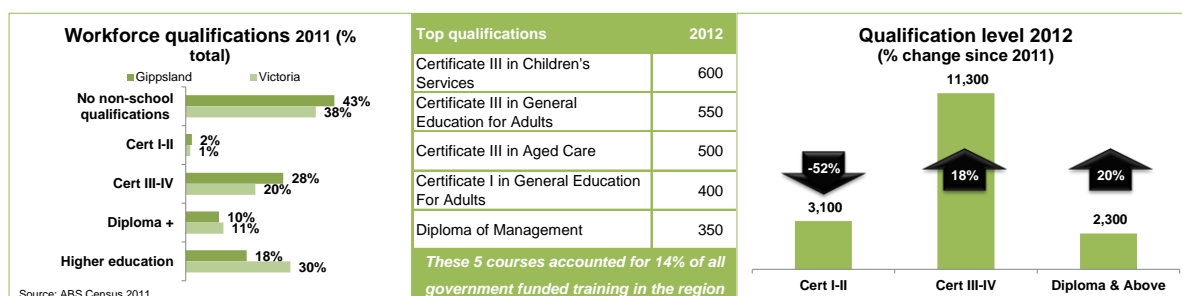 Workforce qualifications 2011 (%
total)
Gippsland
Victoria
No non-school
qualifications
43%
38%
Cert I-II
2%
1%
Cert III-IV
28%
20%
Diploma +
10%
11%
Higher education
18%
30%
Source: ABS Census 2011
Top qualifications 2012
Certificate III in Children's
Services
600
Certificate III in General
Education for Adults
550
Certificate III in Aged Care 500
Certificate I in General Education
For Adults
400
Diploma of Management 350
These 5 courses accounted for 14% of all
government funded training in the region
Qualification level 2012
(% change since 2011)
-52%
3,100
11,300
18%
20%
2,300
Cert I-II
Cert III-IV
Diploma & Above